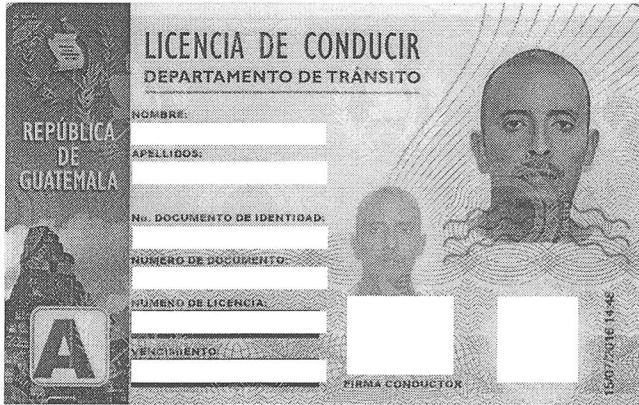 LICENCIA DE CONDUCIR
DEPARTAMENTO DE TRÁNSITO
REPÚBLICA
DE
GUATEMALA
NOMBRE:
APELLIDOS:
No. DOCUMENTO DE IDENTIDAD:
NUMERO DE DOCUMENTO:
NUMERO DE LICENCIA:
VENCIMIENTO
A
FIRMA CONDUCTOR
15/07/2016 14:48